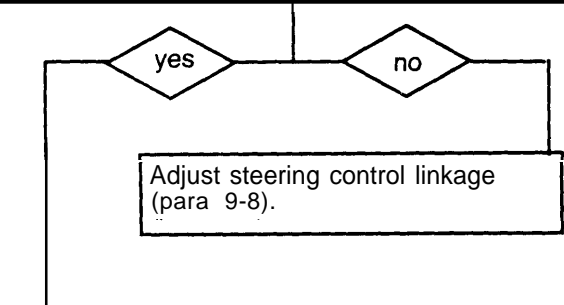 yes
no
Adjust steering control linkage
(para 9-8).